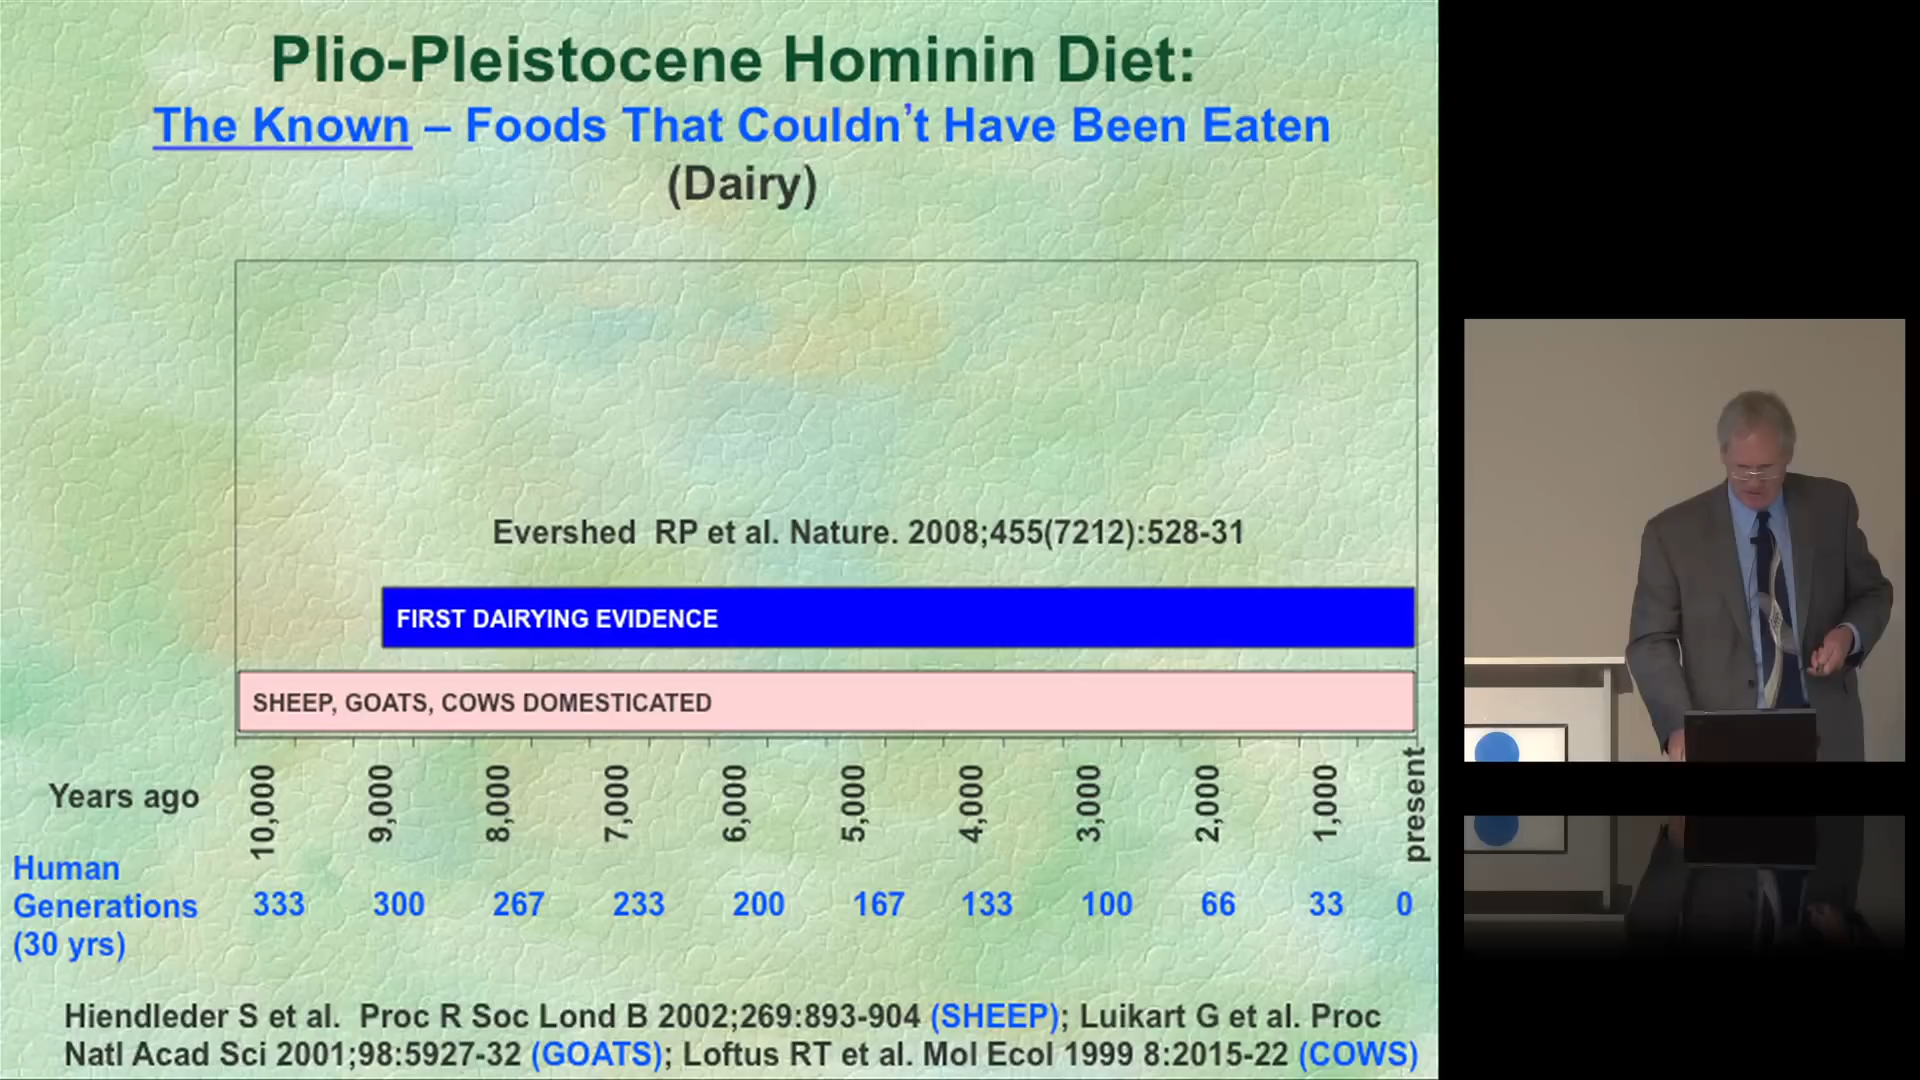 Plio-Pleistocene Hominin Diet:
The Known – Foods That Couldn’t Have Been Eaten
(Dairy)
Evershed  RP et al. Nature. 2008;455(7212):528-31
FIRST DAIRYING EVIDENCE
SHEEP, GOATS, COWS DOMESTICATED
Years ago
10,000 9,000 8,000 7,000 6,000 5,000 4,000 3,000 2,000 1,000 present
Human
Generations
(30 yrs)
333 300 267 233 200 167 133 100 66 33 0
Hiendleder S et al.  Proc R Soc Lond B 2002;269:893-904 (SHEEP); Luikart G et al. Proc
Natl Acad Sci 2001;98:5927-32 (GOATS); Loftus RT et al. Mol Ecol 1999 8:2015-22 (COWS)